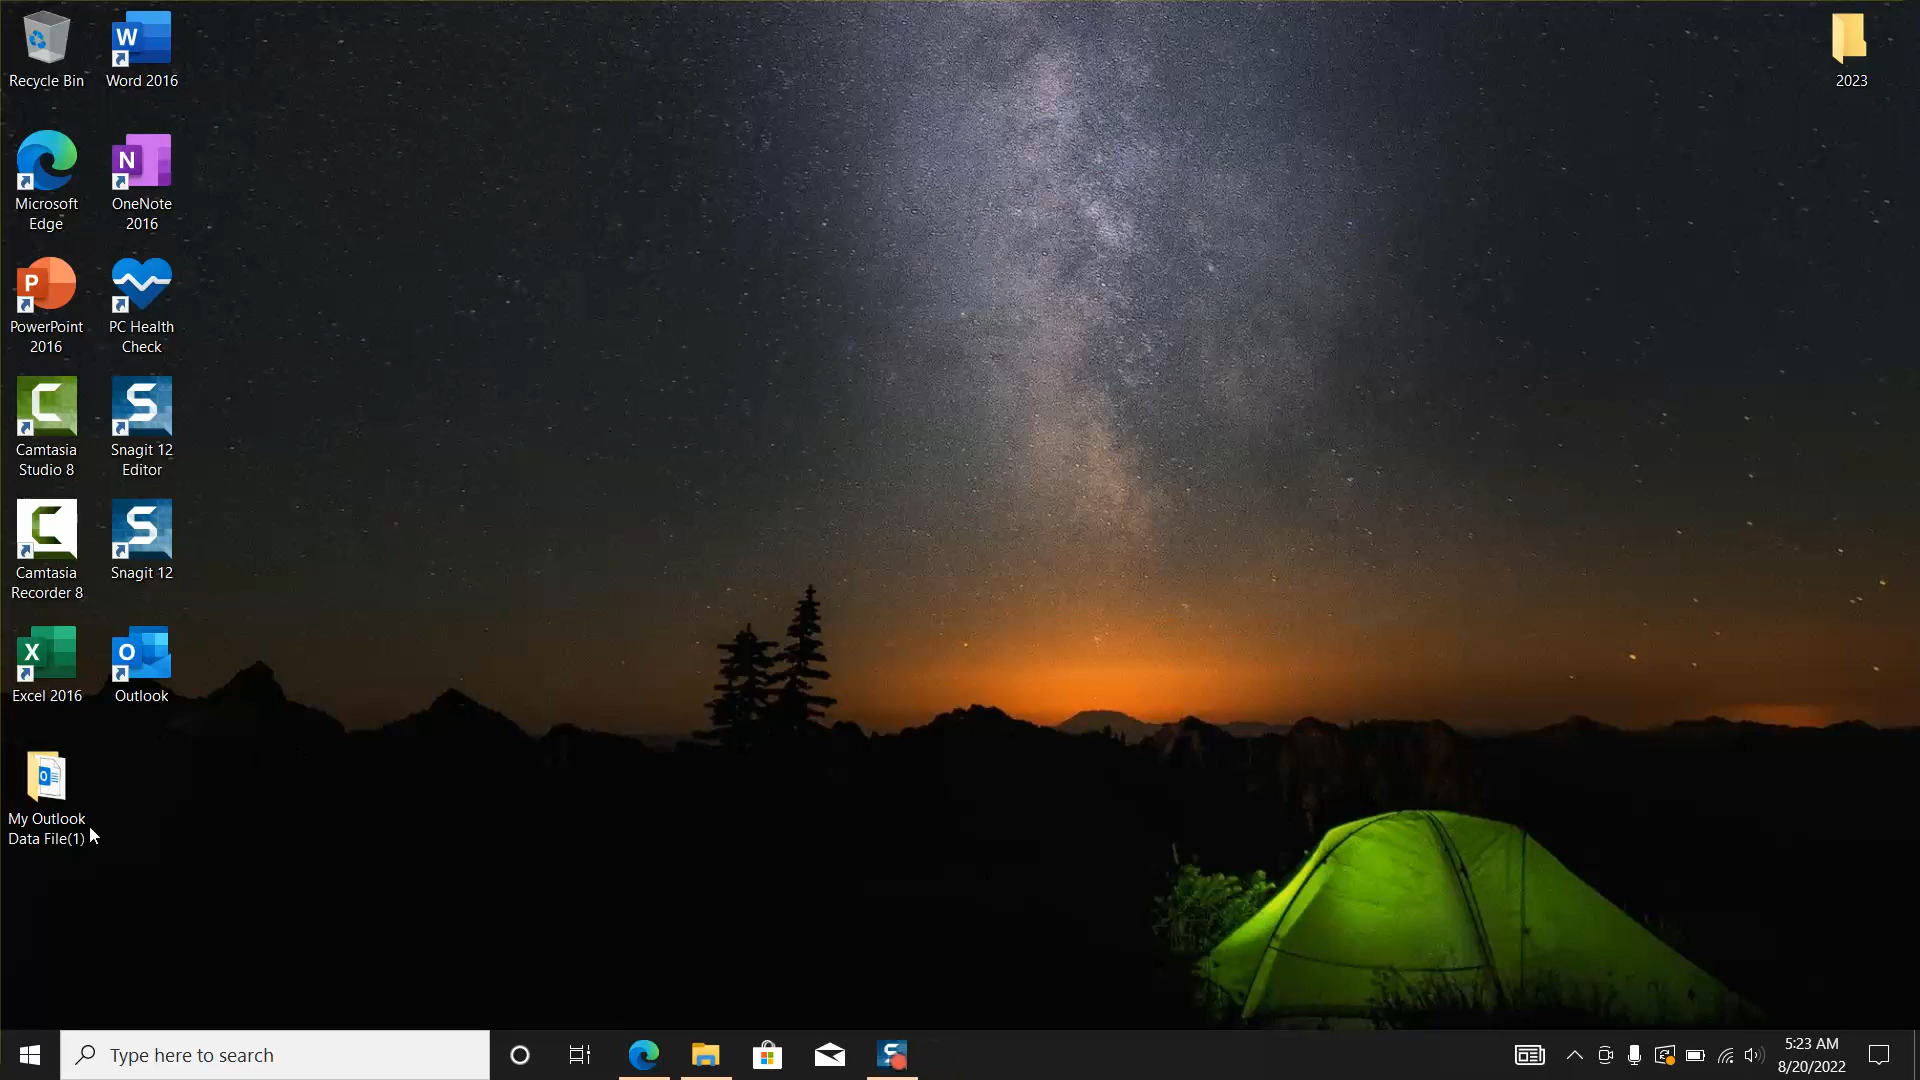 Recycle Bin
Word 2016
2023
Microsoft
Edge
OneNote
2016
PowerPoint
2016
PC Health
Check
Camtasia
Studio 8
Snagit 12
Editor
Camtasia
Recorder 8
Snagit 12
Excel 2016
Outlook
My Outlook
Data File(1)
Type here to search
5:23 AM
8/20/2022